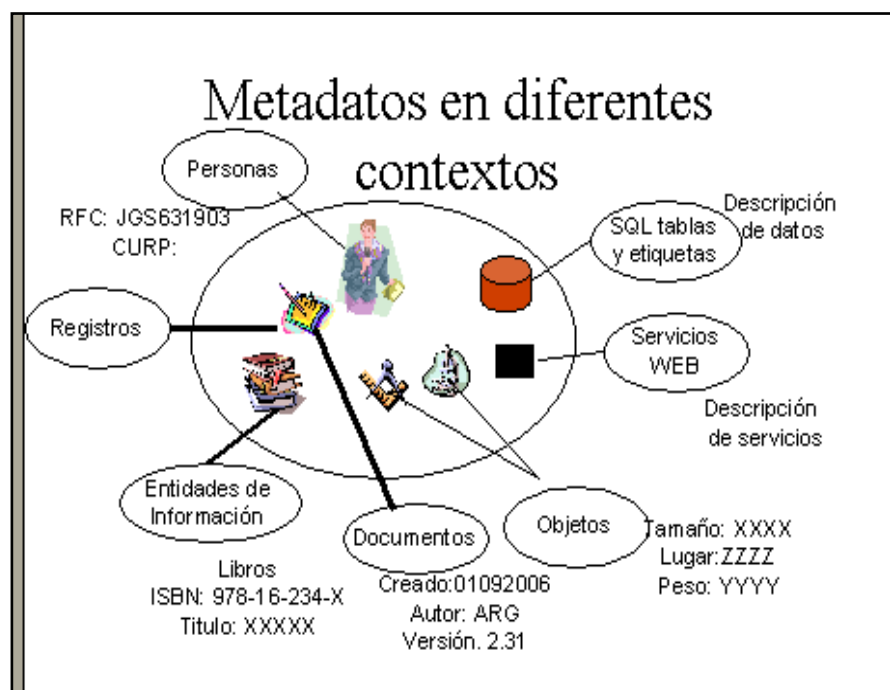 Metadatos en diferentes
contextos
Personas
RFC: JGS631903
CURP:
Descripción
de datos
SQL tablas
y etiquetas
Registros
Servicios
WEB
Descripción
de servicios
Entidades de
Información
Libros
ISBN: 978-16-234-X
Titulo: XXXXX
Documentos
Creado:01092006
Autor: ARG
Versión. 2.31
Objetos
Tamaño: XXXX
Lugar:ZZZZ
Peso: YYYY